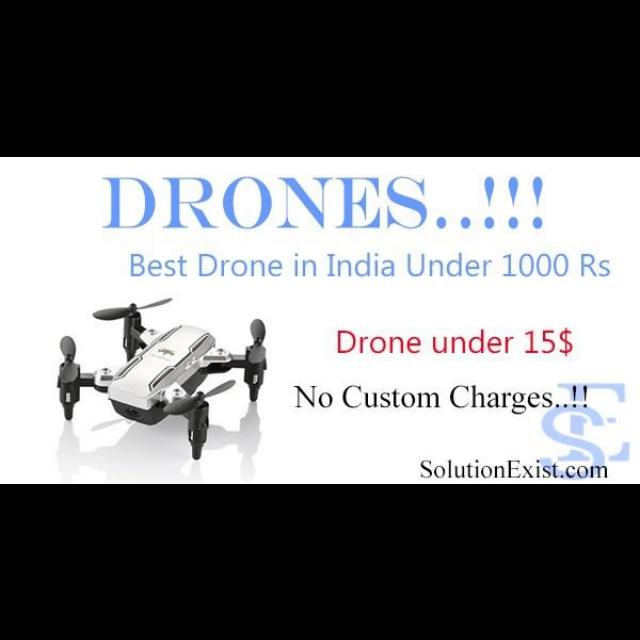 DRONES..!!!
Best Drone in India Under 1000 Rs
Drone under 15$
No Custom Charges..!!
SolutionExist.com